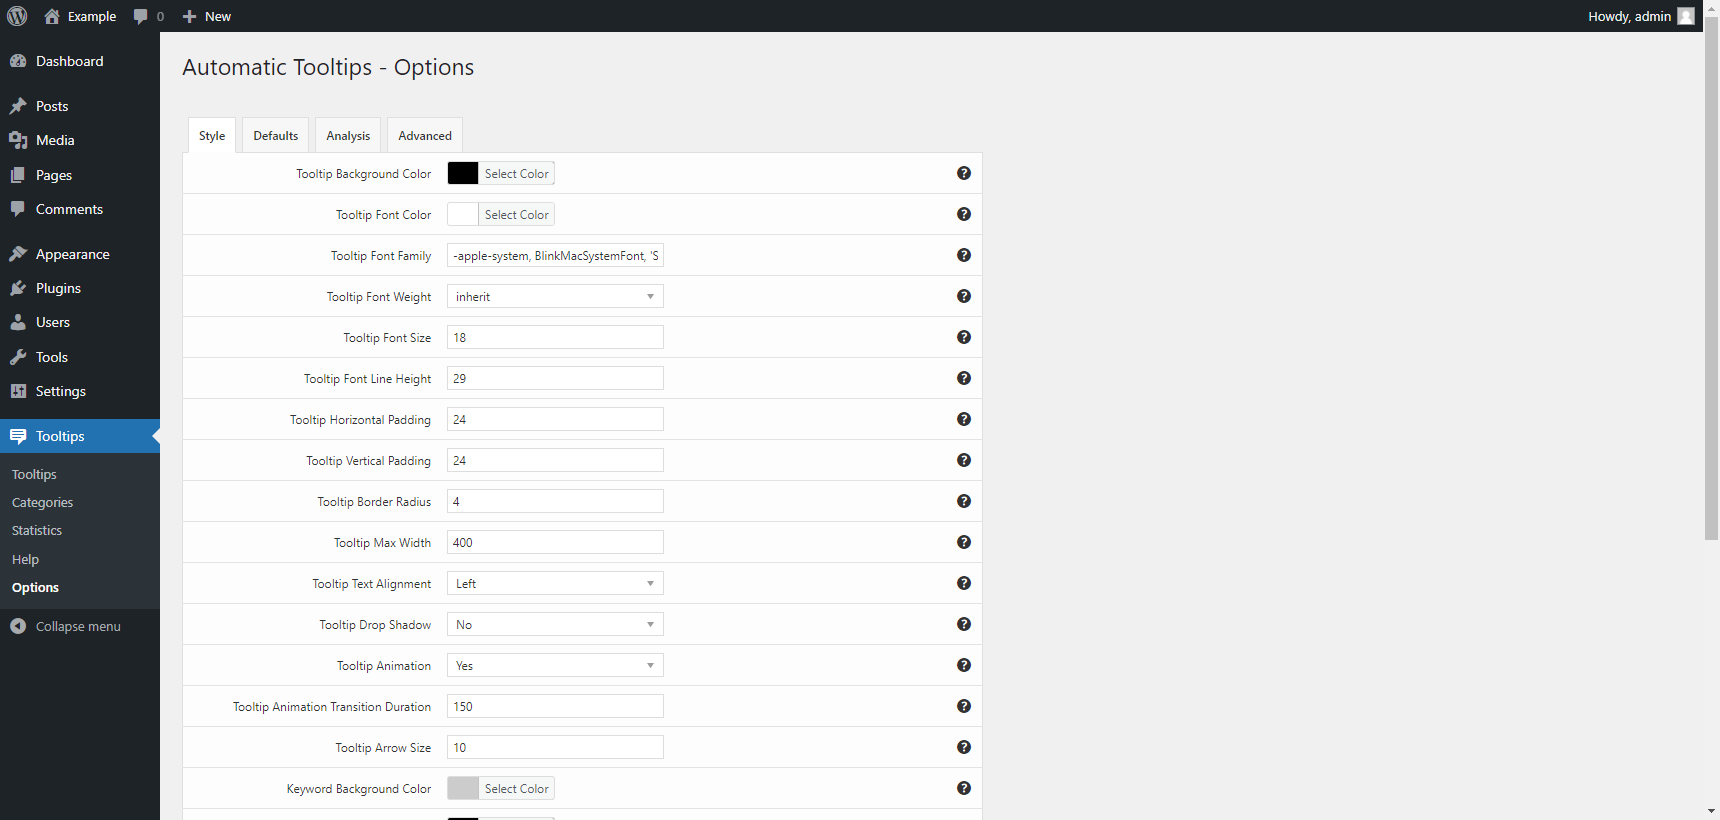 Example 0 New Howdy, admin
Dashboard
Posts
Media
Pages
Comments
Appearance
Plugins
Users
Tools
Settings
Tooltips
Tooltips
Categories
Statistics
Help
Options
Collapse menu
Automatic Tooltips - Options
Style Defaults Analysis Advanced
Tooltip Background Color Select Color ?
Tooltip Font Color Select Color ?
Tooltip Font Family -apple-system, BlinkMacSystemFont, 'S ?
Tooltip Font Weight inherit ?
Tooltip Font Size 18 ?
Tooltip Font Line Height 29 ?
Tooltip Horizontal Padding 24 ?
Tooltip Vertical Padding 24 ?
Tooltip Border Radius 4 ?
Tooltip Max Width 400 ?
Tooltip Text Alignment Left ?
Tooltip Drop Shadow No ?
Tooltip Animation Yes ?
Tooltip Animation Transition Duration 150 ?
Tooltip Arrow Size 10 ?
Keyword Background Color Select Color ?